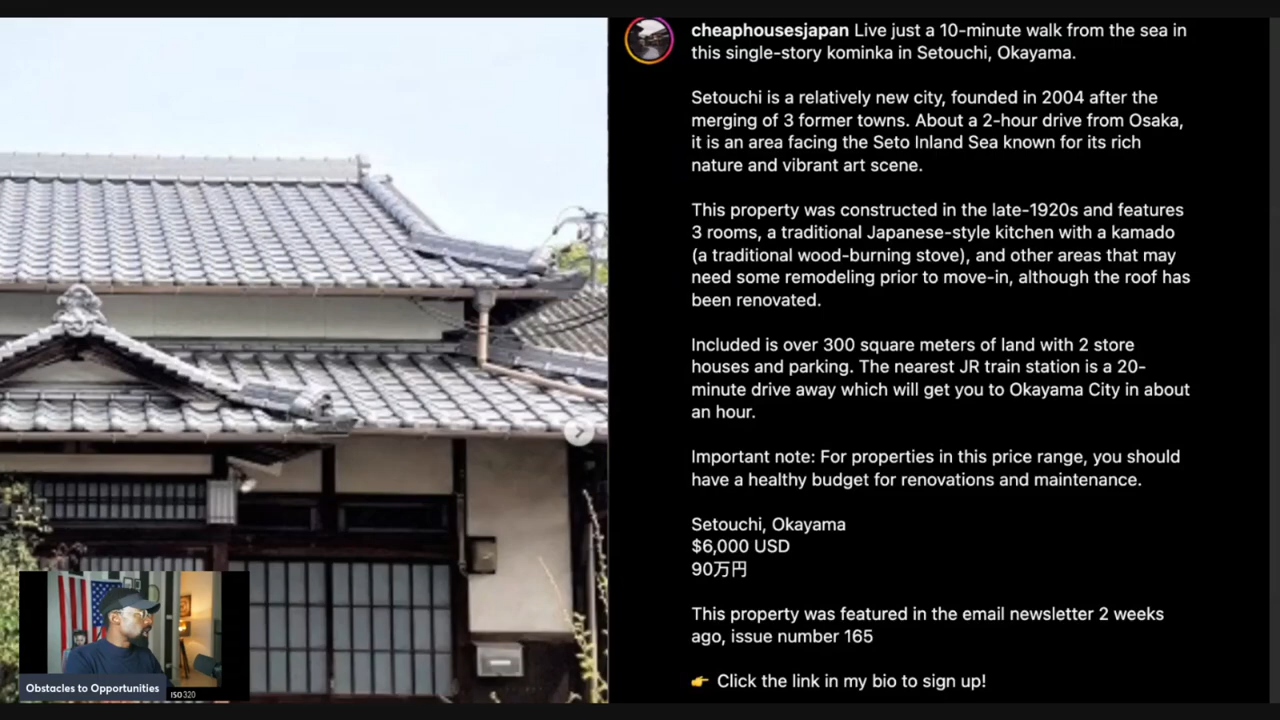 cheaphousesjapan Live just a 10-minute walk from the sea in
this single-story kominka in Setouchi, Okayama.
Setouchi is a relatively new city, founded in 2004 after the
merging of 3 former towns. About a 2-hour drive from Osaka,
it is an area facing the Seto Inland Sea known for its rich
nature and vibrant art scene.
This property was constructed in the late-1920s and features
3 rooms, a traditional Japanese-style kitchen with a kamado
(a traditional wood-burning stove), and other areas that may
need some remodeling prior to move-in, although the roof has
been renovated.
Included is over 300 square meters of land with 2 store
houses and parking. The nearest JR train station is a 20-
minute drive away which will get you to Okayama City in about
an hour.
Important note: For properties in this price range, you should
have a healthy budget for renovations and maintenance.
Setouchi, Okayama
$6,000 USD
90万円
This property was featured in the email newsletter 2 weeks
ago, issue number 165
👉 Click the link in my bio to sign up!
Obstacles to Opportunities
ISO 320